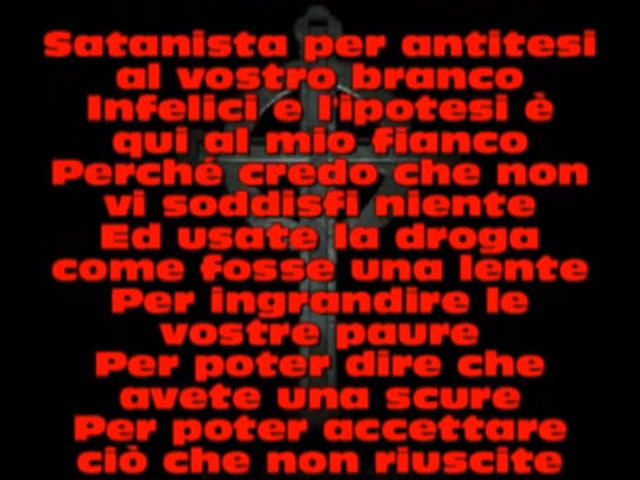 Satanista per antitesi
al vostro branco
Infelici e l'ipotesi è
qui al mio fianco
Perché credo che non
vi soddisfi niente
Ed usate la droga
come fosse una lente
Per ingrandire le
vostre paure
Per poter dire che
avete una scure
Per poter accettare
ciò che non riuscite